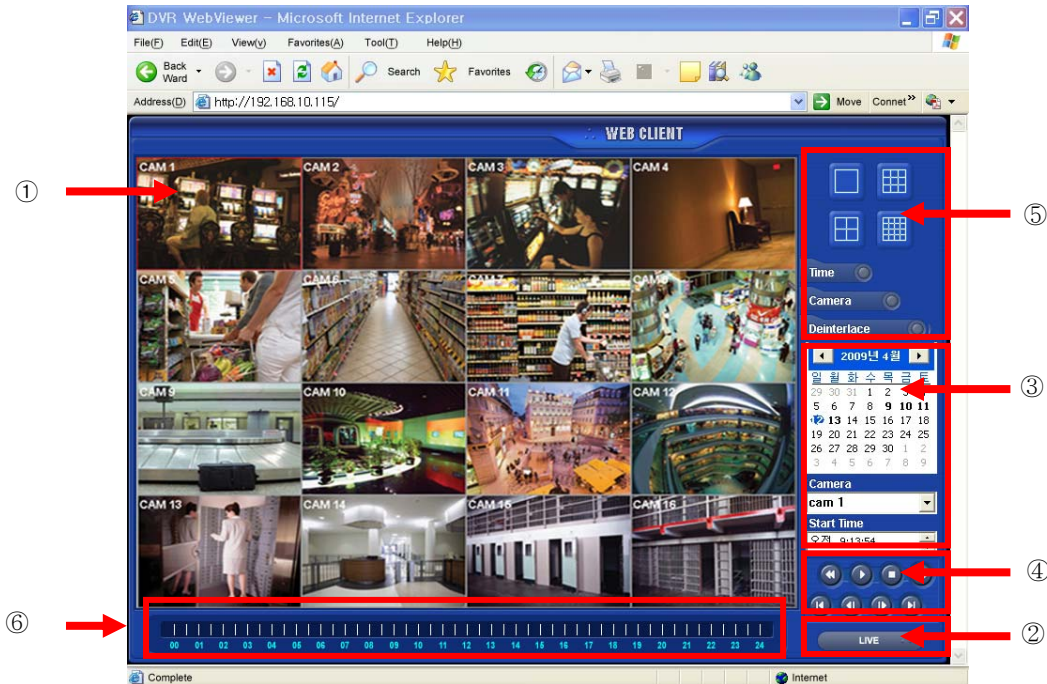 DVR WebViewer - Microsoft Internet Explorer
File(F) Edit(E) View(v) Favorites(A) Tool(T) Help(H)
Back Ward Search Favorites
Address(D) http://192.168.10.115/ Move Connet
WEB CLIENT
CAM 1 CAM 2 CAM 3 CAM 4
①
⑤
Time
CAM 5 CAM 6 CAM 7 CAM 8
Camera
Deinterlace
2009년 4월
일 월 화 수 목 금 토
③
29 30 31 1 2 3 4
CAM 9 CAM 10 CAM 11 CAM 12
5 6 7 8 9 10 11
12 13 14 15 16 17 18
19 20 21 22 23 24 25
26 27 28 29 30 1 2
3 4 5 6 7 8 9
Camera
cam 1
CAM 13 CAM 14 CAM 15 CAM 16
Start Time
오전 9:13:54
④
⑥
②
LIVE
00 01 02 03 04 05 06 07 08 09 10 11 12 13 14 15 16 17 18 19 20 21 22 23 24
Complete Internet